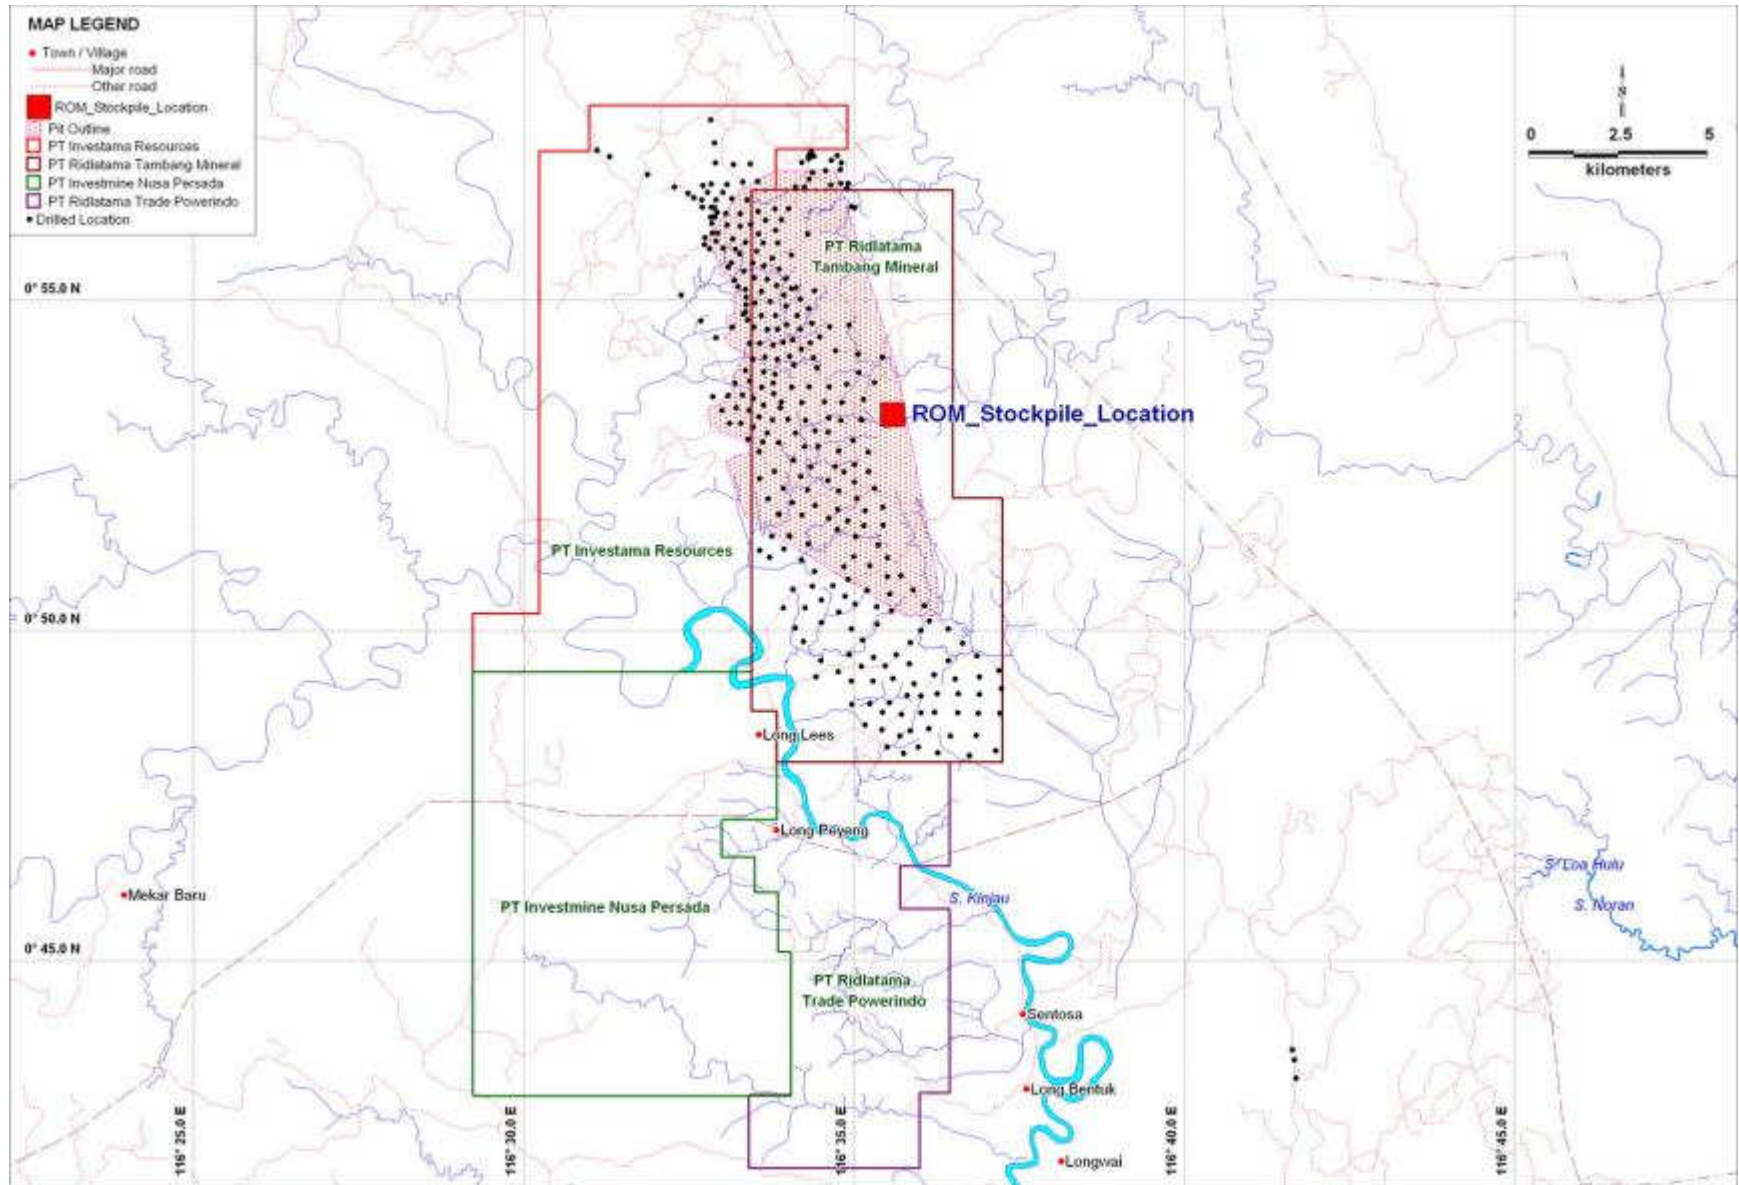 MAP LEGEND
Town / Village
Major road
Other road
ROM_Stockpile_Location
Pit Outline
PT Investama Resources
PT Ridlatama Tambang Mineral
PT Investmine Nusa Persada
PT Ridlatama Trade Powerindo
Drilled Location
0 2.5 5
kilometers
PT Ridlatama
Tambang Mineral
0° 55.0 N
ROM_Stockpile_Location
PT Investama Resources
0° 50.0 N
Long Lees
Long Peyeng
S. Loa Hulu
Mekar Baru
S. Kinjau
S. Noran
PT Investmine Nusa Persada
0° 45.0 N
PT Ridlatama
Trade Powerindo
Sentosa
Long Bentuk
Longwai
116° 25.0 E
116° 30.0 E
116° 35.0 E
116° 40.0 E
116° 45.0 E